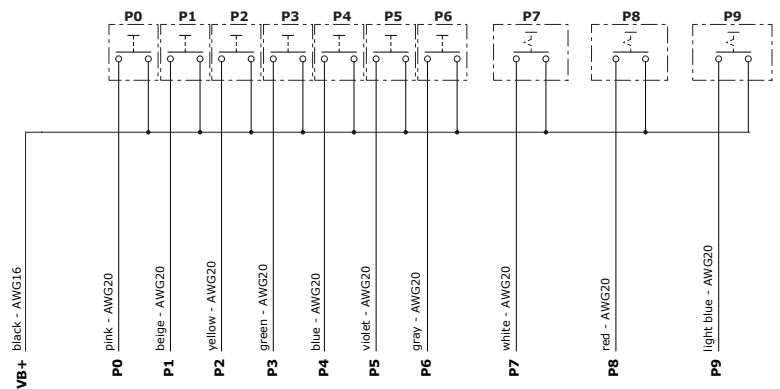 P0
P1
P2
P3
P4
P5
P6
P7
P8
P9
black - AWG16
pink - AWG20
beige - AWG20
yellow - AWG20
green - AWG20
blue - AWG20
violet - AWG20
gray - AWG20
white - AWG20
red - AWG20
light blue - AWG20
VB+
P0
P1
P2
P3
P4
P5
P6
P7
P8
P9